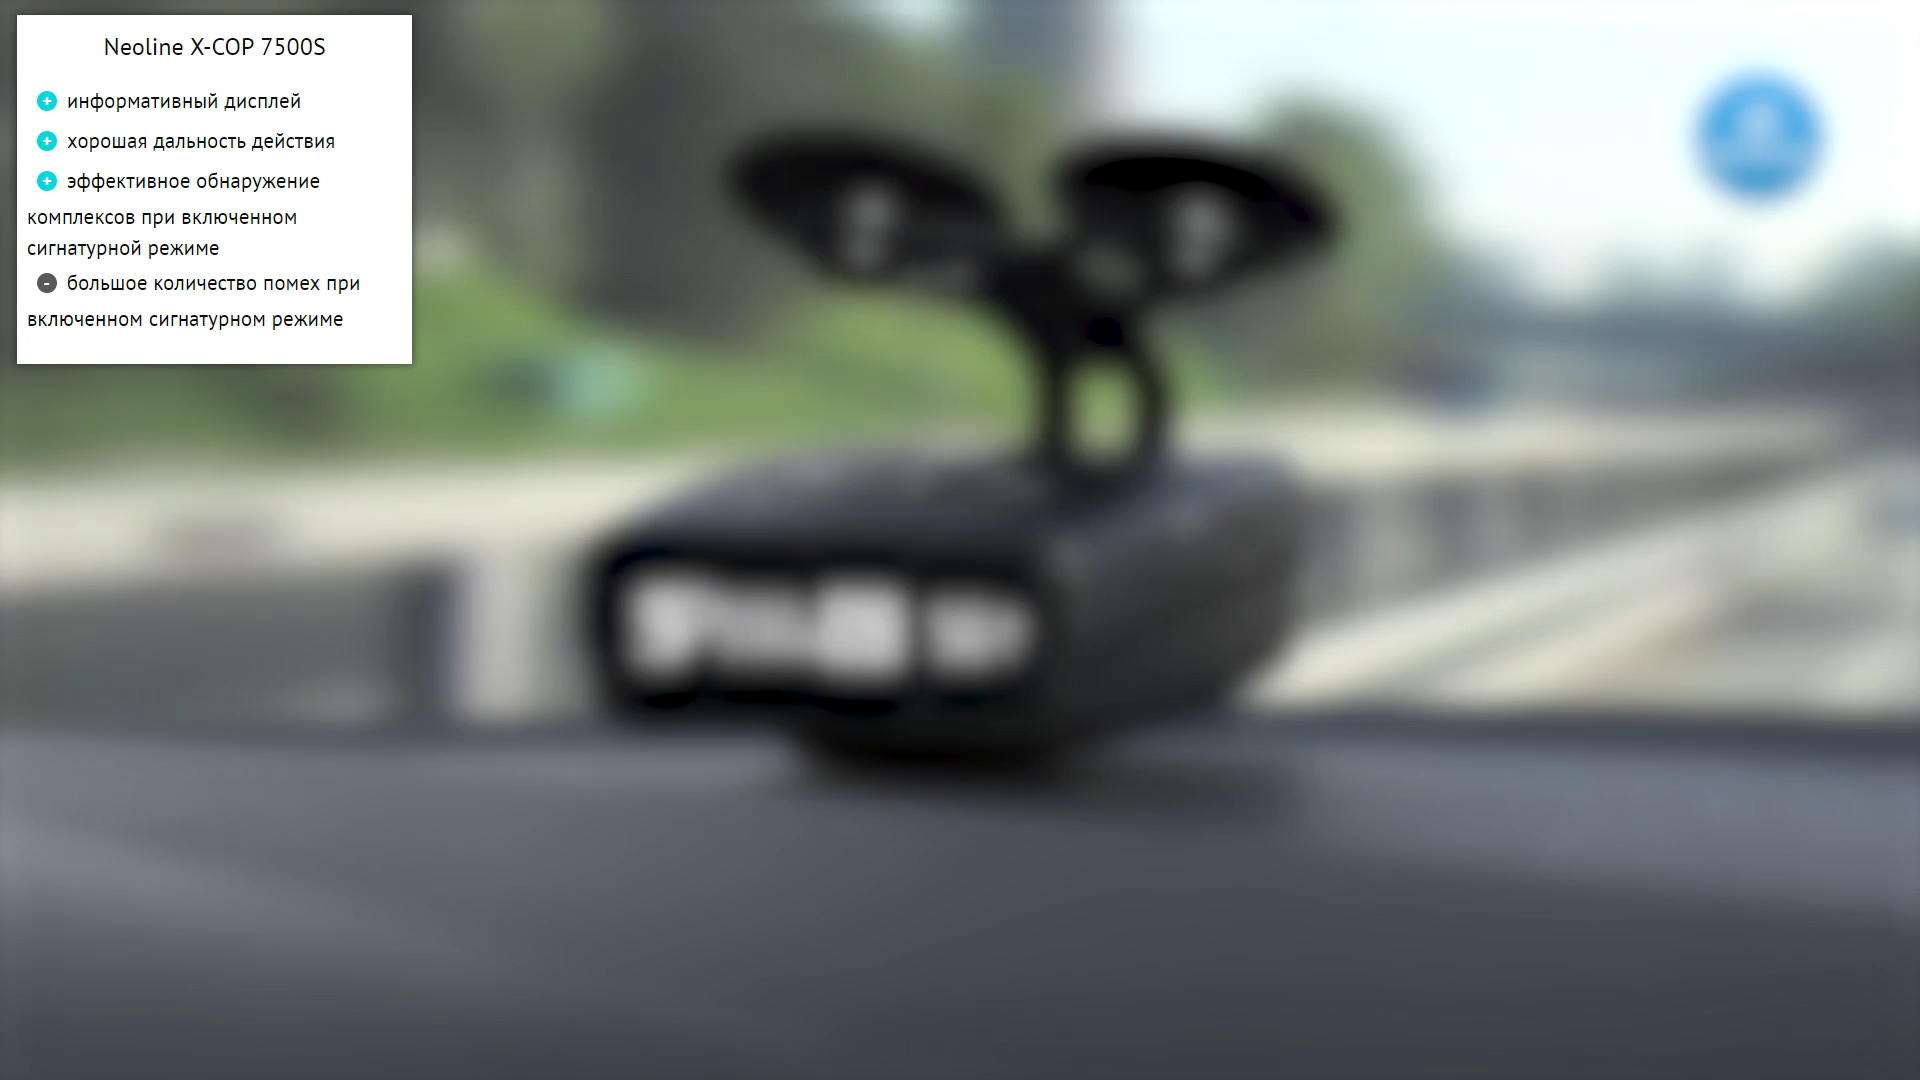 Neoline X-COP 7500S
+ информативный дисплей
+ хорошая дальность действия
+ эффективное обнаружение
комплексов при включенном
сигнатурной режиме
- большое количество помех при
включенном сигнатурном режиме